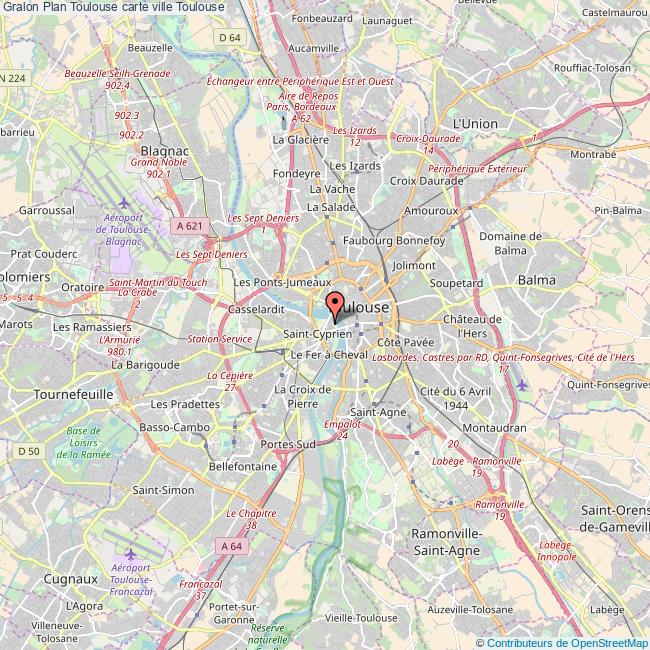 Gralon Plan Toulouse carte ville Toulouse
Fonbeauzard
Launaguet
Castelmaurou
D 64
Beauzelle
Aucamville
Rouffiac-Tolosan
N 224
Beauzelle Seilh-Grenade
902.4
Échangeur entre Périphérique Est et Ouest
Aire de Repos
Paris, Bordeaux
A 62
902.3
902.2
barrieu
L'Union
Les Izards
12
Croix-Daurade
14
1
La Glacière
Blagnac
Grand Noble
902.1
Montrabé
Les Izards
Périphérique Extérieur
Fondeyre
Croix Daurade
La Vache
La Salade
Garroussal
Aéroport
de Toulouse-
Blagnac
Les Sept Deniers
1
Amouroux
Pin-Balma
A 621
Faubourg Bonnefoy
Domaine de
Balma
Prat Couderc
Les Sept Deniers
Jolimont
olomiers
Oratoire
Saint-Martin du Touch
La Crabe
Les Ponts-Jumeaux
Soupetard
Balma
5
5
4
Casselardit
oulouse
Marots
Les Ramassiers
L'Armurié
980.1
Station Service
Saint-Cyprien
Château de
l'Hers
Côte Pavée
Le Fer à Cheval
Lasbordes, Castres par RD, Quint-Fonsegrives, Cité de l'Hers
17
La Barigoude
La Cépière
27
Quint-Fonsegrives
Tournefeuille
Les Pradettes
La Croix de
Pierre
Cité du 6 Avril
1944
Saint-Agne
Basso-Cambo
Empalot
24
Montaudran
Base de
Loisirs
de la Ramée
D 50
Portes Sud
20
Labège - Ramonville
19
Bellefontaine
Saint-Simon
Ramonville
19
Le Chapitre
38
Saint-Orens
de-Gameville
Ramonville-
Saint-Agne
A 64
Labège-
Innopole
Aéroport
Toulouse-
Francazal
Cugnaux
Francazal
37
L'Agora
Portet-sur-
Garonne
Auzeville-Tolosane
Labège
Vieille-Toulouse
Villeneuve-
Tolosane
Réserve
naturelle
© Contributeurs de OpenStreetMap